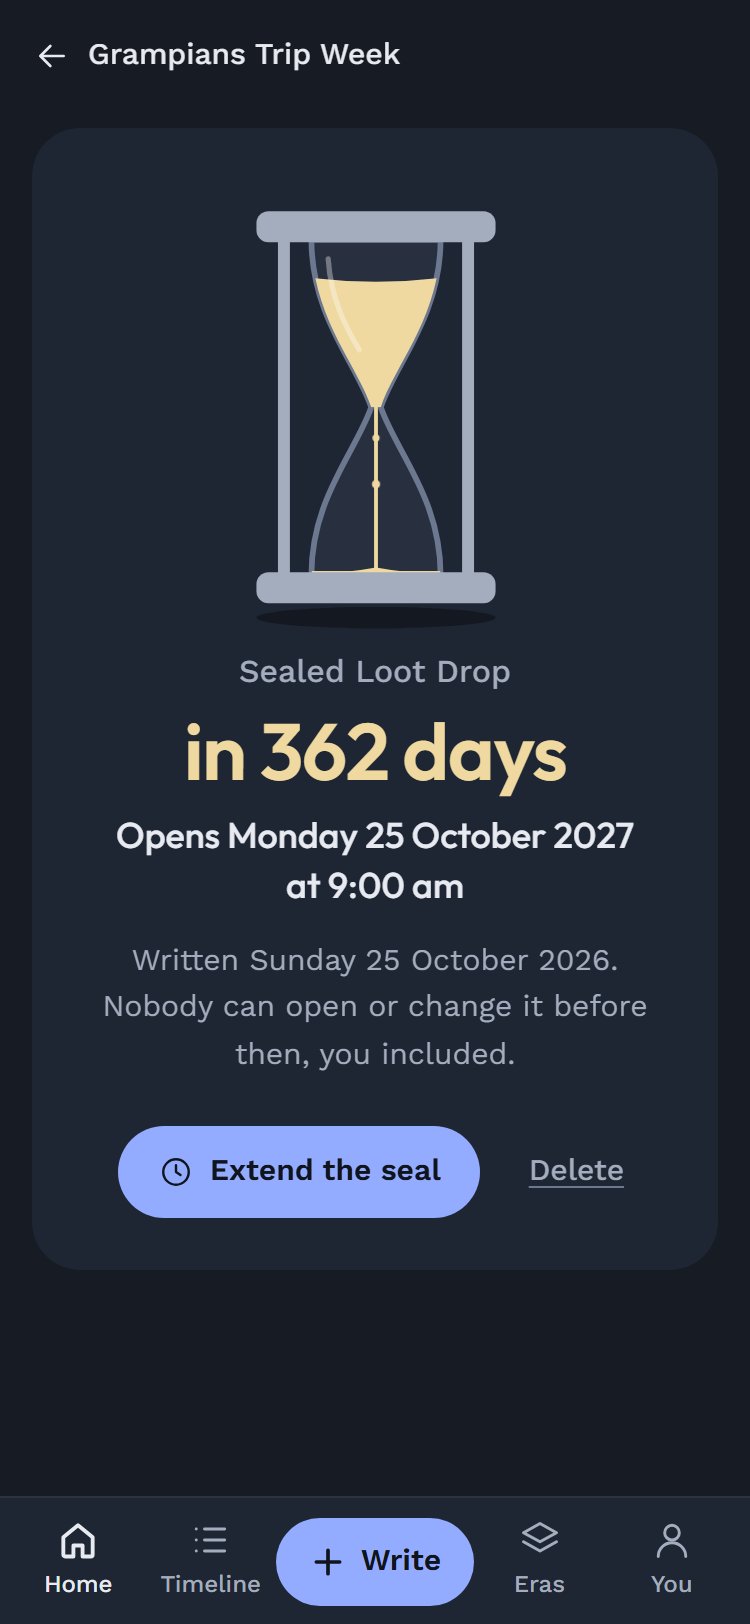 Grampians Trip Week
Sealed Loot Drop
in 362 days
Opens Monday 25 October 2027
at 9:00 am
Written Sunday 25 October 2026.
Nobody can open or change it before
then, you included.
Extend the seal
Delete
Home
Timeline
Write
Eras
You